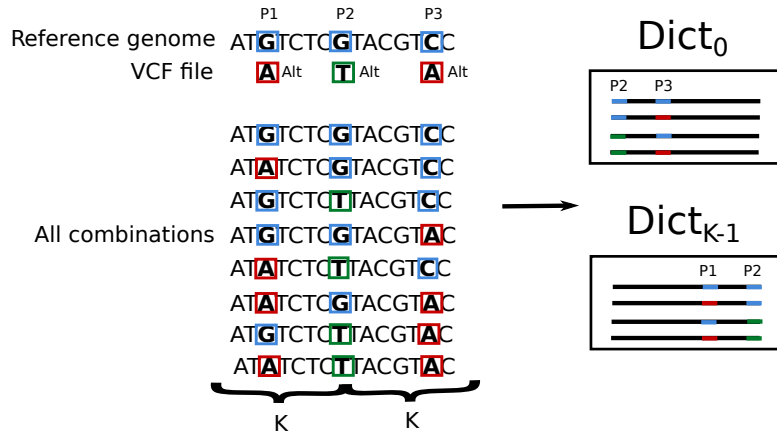 P1 P2 P3
Reference genome ATGTCTCGTACGTCC
VCF file A Alt T Alt A Alt
ATGTCTCGTACGTCC
ATATCTCGTACGTCC
ATGTCTCTTACGTCC
All combinations ATGTCTCGTACGTAC
ATATCTCTTACGTCC
ATATCTCGTACGTAC
ATGTCTCTTACGTAC
ATATCTCTTACGTAC
K K
Dict0
P2 P3
DictK-1
P1 P2